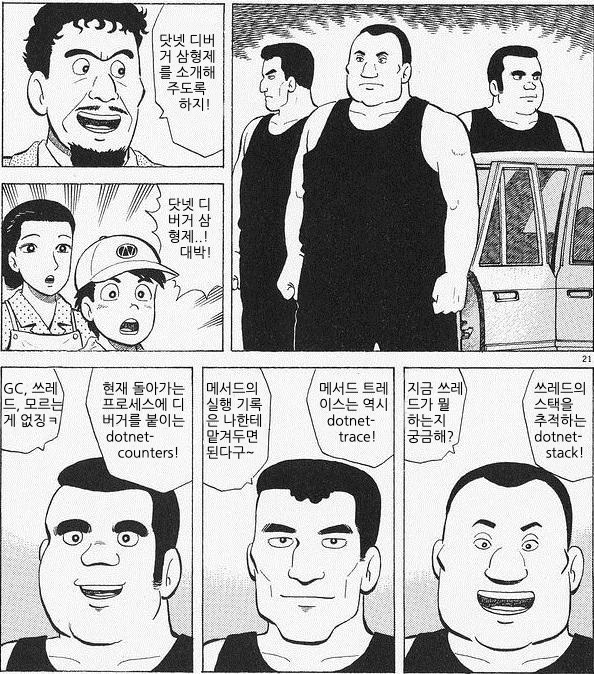 닷넷 디버
거 삼형제
를 소개해
주도록
하지!
닷넷 디
버거 삼
형제..!
대박!
21
현재 돌아가는
프로세스에 디
버거를 붙이는
dotnet-
counters!
GC, 쓰레
드, 모르는
게 없징ㅋ
메서드 트레
이스는 역시
dotnet-
trace!
메서드의
실행 기록
은 나한테
맡겨두면
된다구~
쓰레드의
스택을
추적하는
dotnet-
stack!
지금 쓰레
드가 뭘
하는지
궁금해?